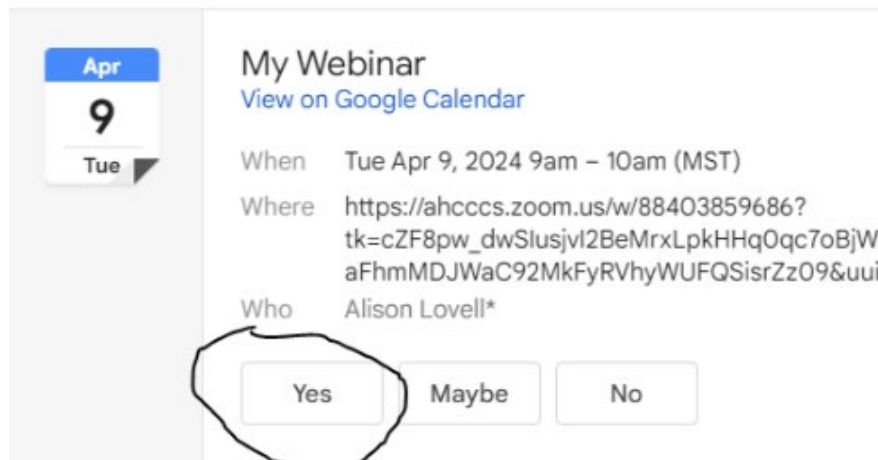 Apr
9
Tue
My Webinar
View on Google Calendar
When Tue Apr 9, 2024 9am – 10am (MST)
Where https://ahcccs.zoom.us/w/88403859686?
tk=cZF8pw_dwSIusjvI2BeMrxLpkHHq0qc7oBjW
aFhmMDJWaC92MkFyRVhyWUFQSisrZz09&uui
Who Alison Lovell*
Yes Maybe No